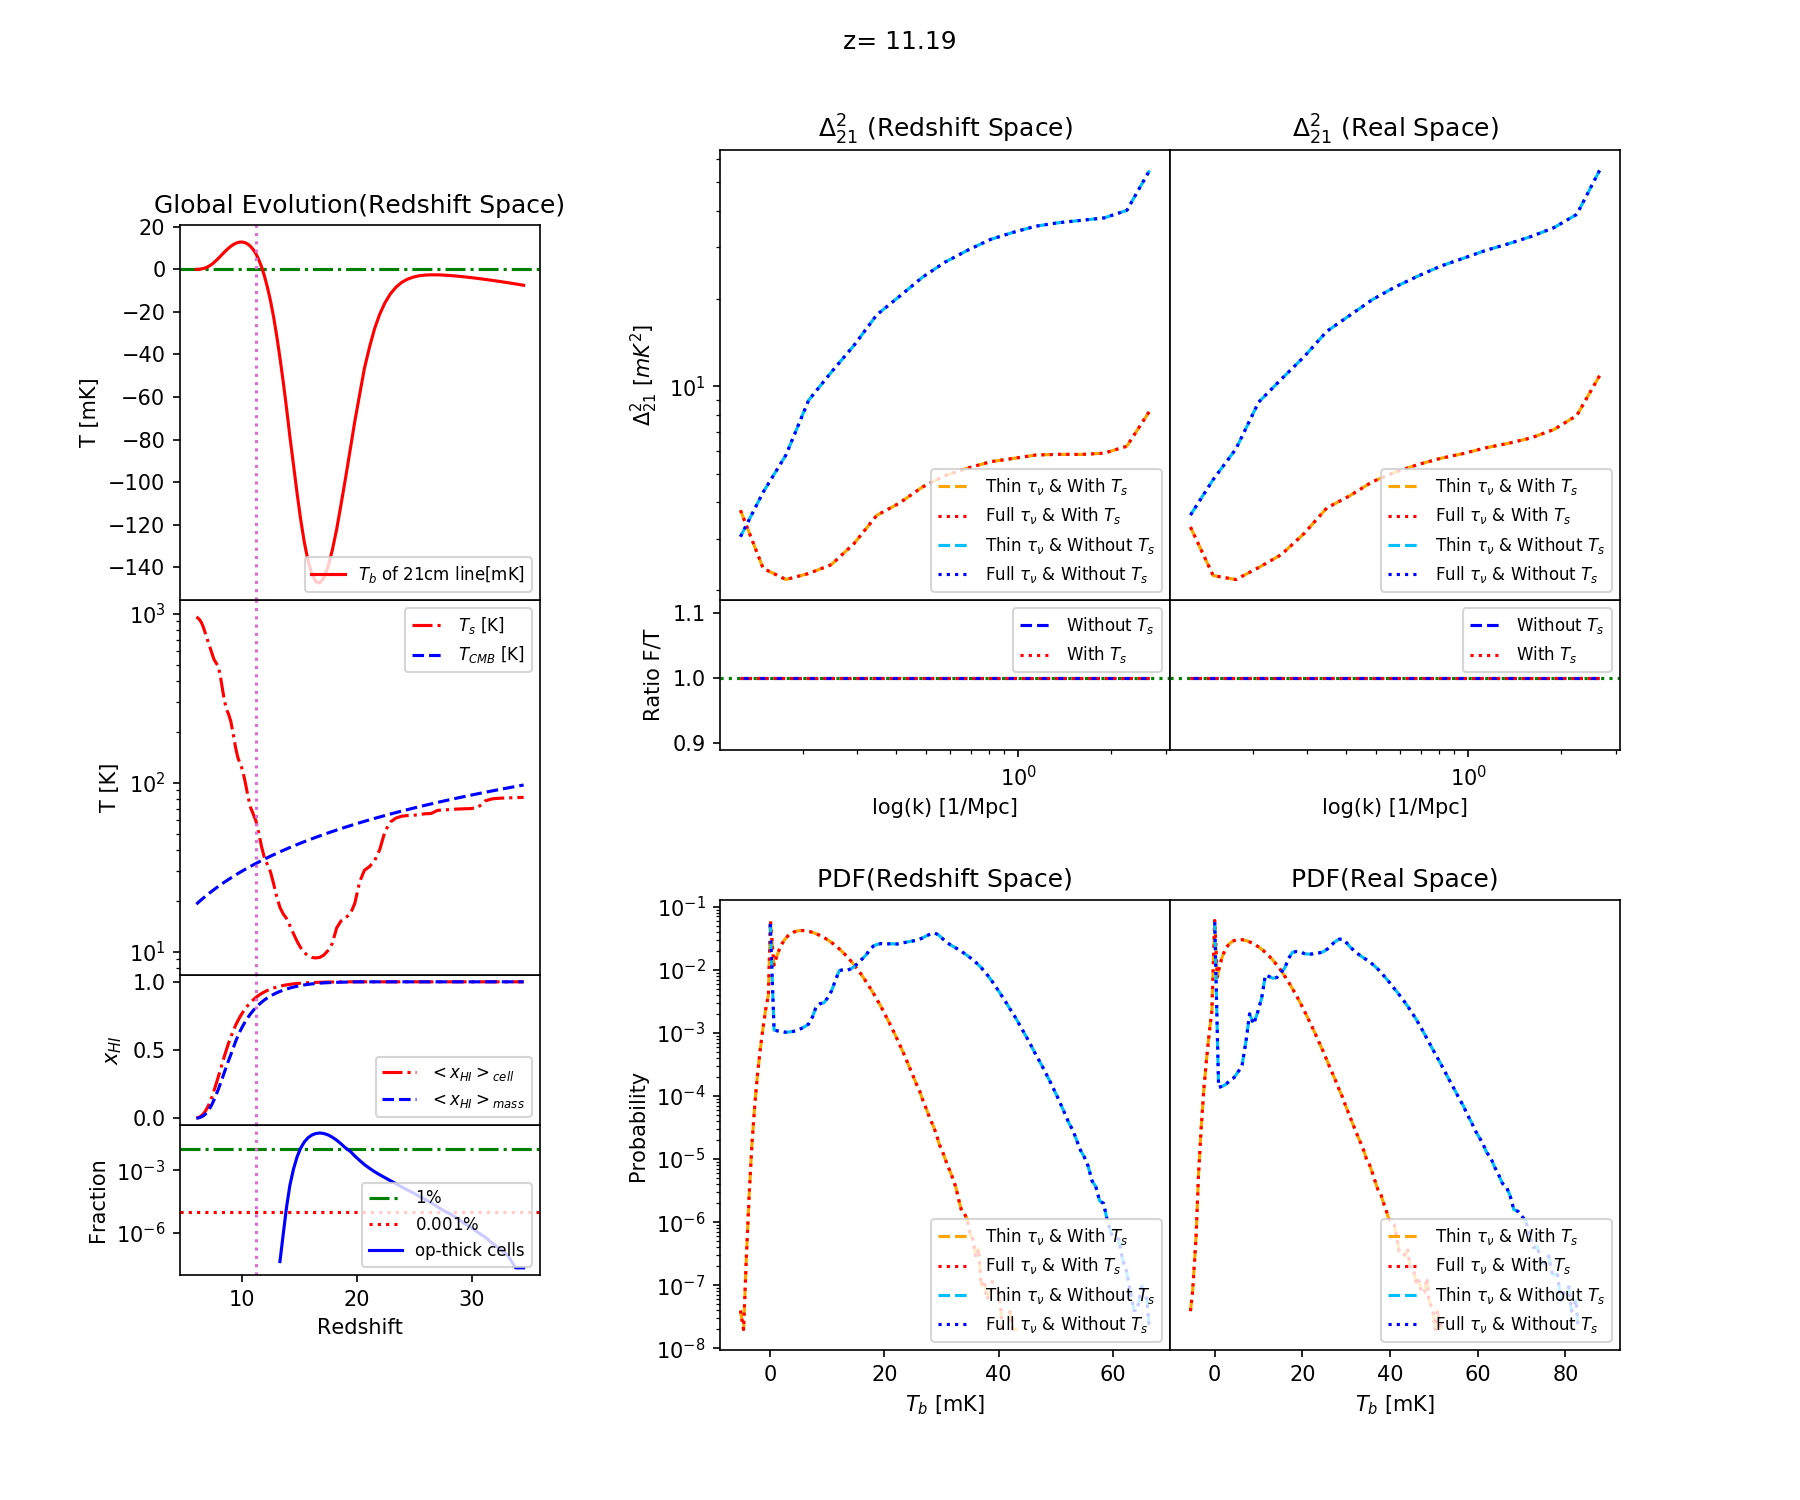 z= 11.19
Global Evolution(Redshift Space)
20
0
−20
−40
−60
−80
−100
−120
−140
T [mK]
T_b of 21cm line[mK]
10^3
10^2
10^1
T [K]
T_s [K]
T_CMB [K]
1.0
0.5
0.0
x_HI
<x_HI>_cell
<x_HI>_mass
10^−3
10^−6
Fraction
1%
0.001%
op-thick cells
10 20 30
Redshift
Δ^2_21 (Redshift Space)
Δ^2_21 (Real Space)
10^1
Δ^2_21 [mK^2]
Thin τ_ν & With T_s
Full τ_ν & With T_s
Thin τ_ν & Without T_s
Full τ_ν & Without T_s
Thin τ_ν & With T_s
Full τ_ν & With T_s
Thin τ_ν & Without T_s
Full τ_ν & Without T_s
1.1
1.0
0.9
Ratio F/T
Without T_s
With T_s
Without T_s
With T_s
10^0
10^0
log(k) [1/Mpc]
log(k) [1/Mpc]
PDF(Redshift Space)
PDF(Real Space)
10^−1
10^−2
10^−3
10^−4
10^−5
10^−6
10^−7
10^−8
Probability
Thin τ_ν & With T_s
Full τ_ν & With T_s
Thin τ_ν & Without T_s
Full τ_ν & Without T_s
Thin τ_ν & With T_s
Full τ_ν & With T_s
Thin τ_ν & Without T_s
Full τ_ν & Without T_s
0 20 40 60
0 20 40 60 80
T_b [mK]
T_b [mK]